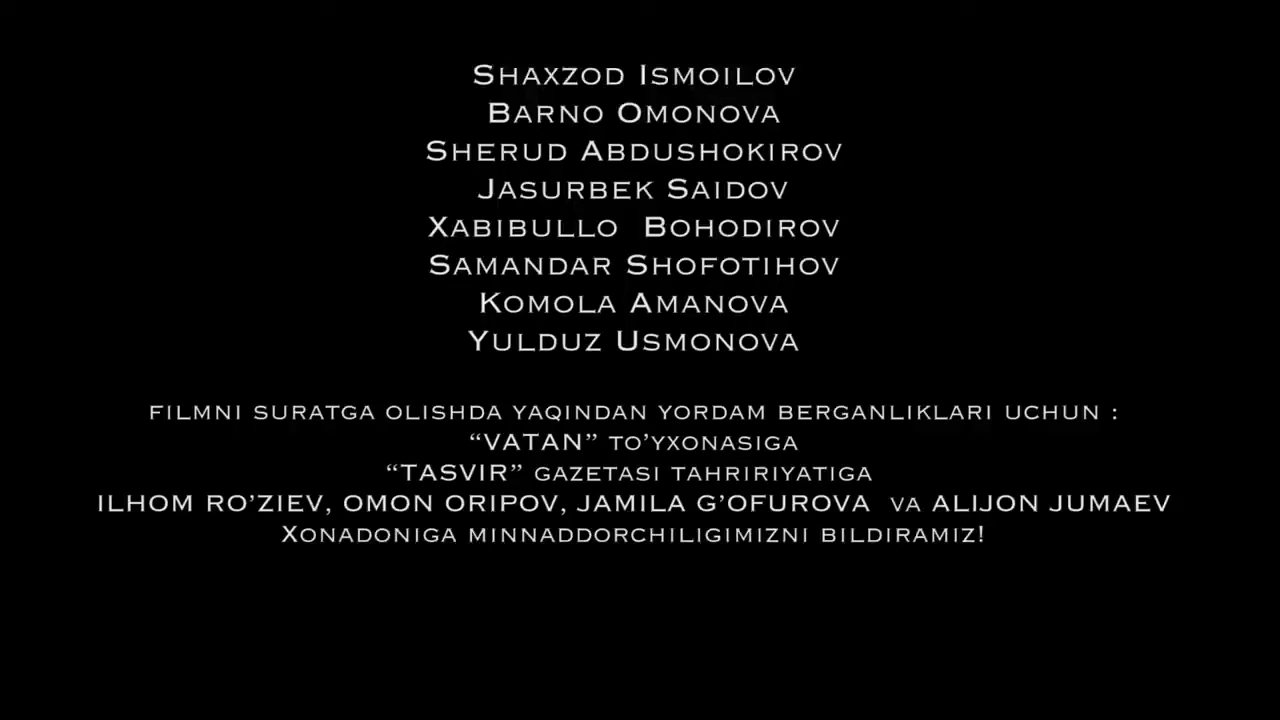 Shaxzod Ismoilov
Barno Omonova
Sherud Abdushokirov
Jasurbek Saidov
Xabibullo Bohodirov
Samandar Shofotihov
Komola Amanova
Yulduz Usmonova
filmni suratga olishda yaqindan yordam berganliklari uchun :
“VATAN” to’yxonasiga
“TASVIR” gazetasi tahririyatiga
ILHOM RO’ZIEV, OMON ORIPOV, JAMILA G’OFUROVA va ALIJON JUMAEV
Xonadoniga minnaddorchiligimizni bildiramiz!